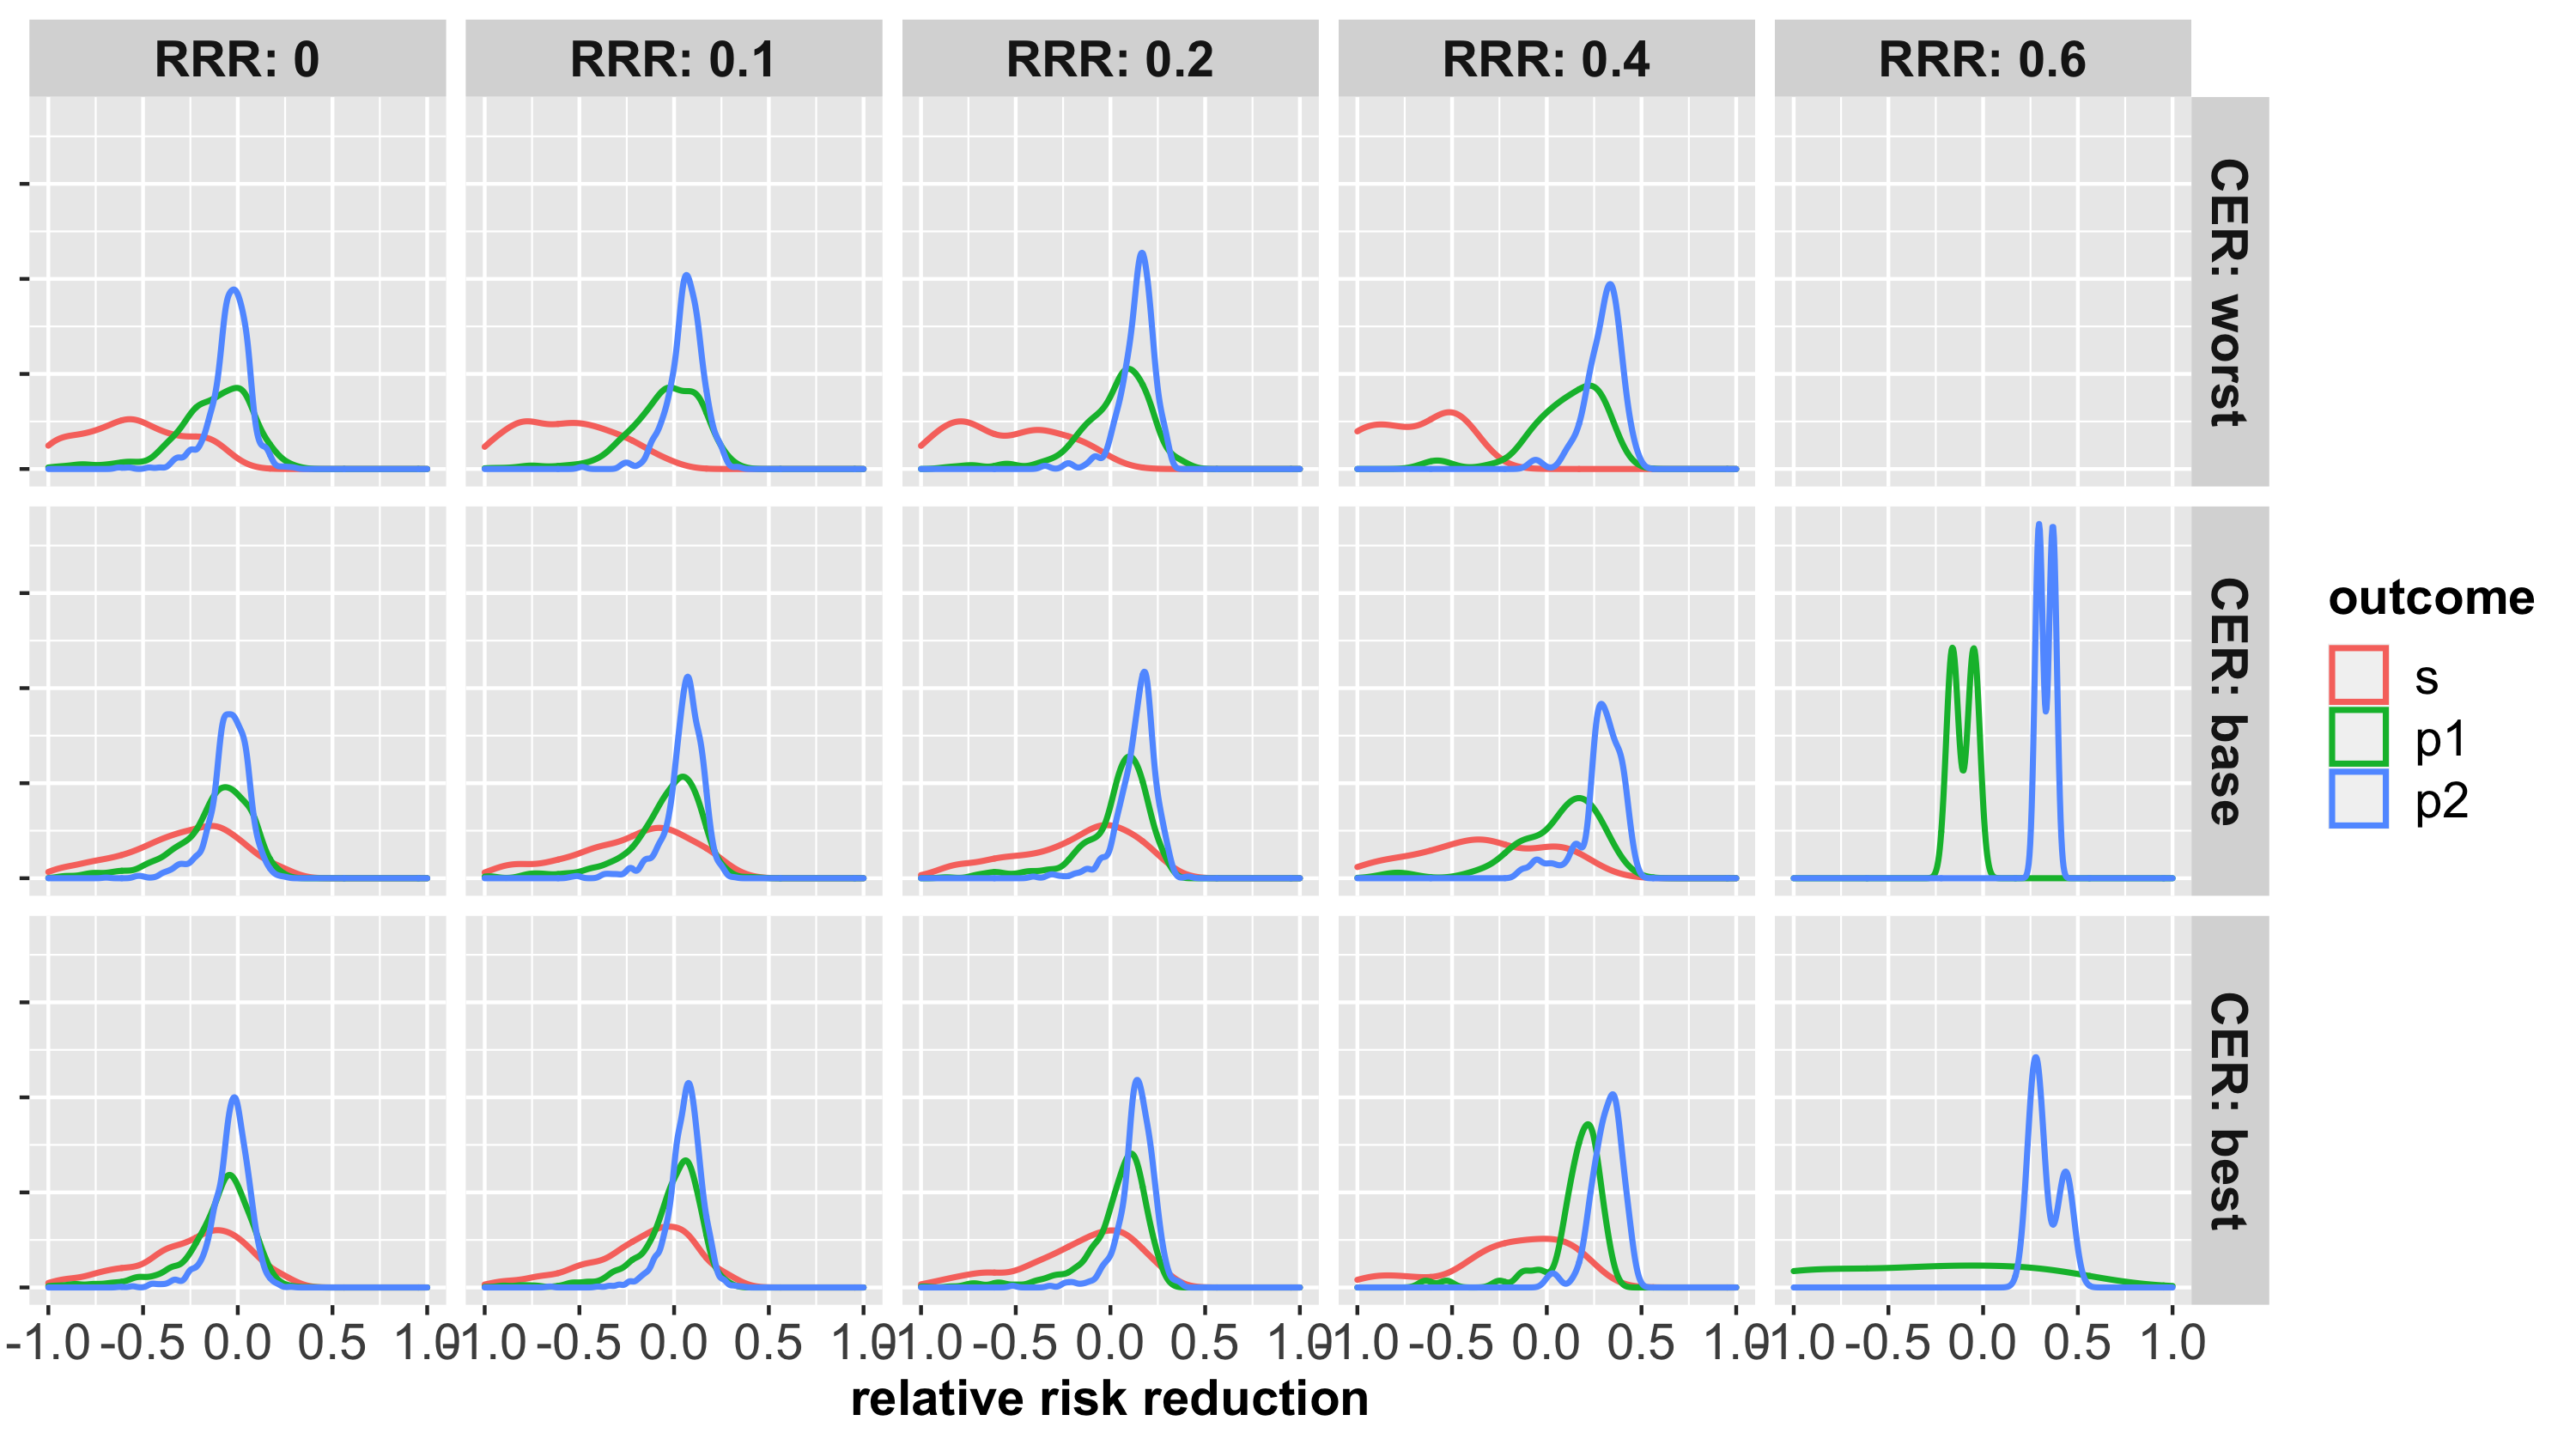 RRR: 0 RRR: 0.1 RRR: 0.2 RRR: 0.4 RRR: 0.6
CER: worst
CER: base
CER: best
outcome
s
p1
p2
-1.0 -0.5 0.0 0.5 1.0 -1.0 -0.5 0.0 0.5 1.0 -1.0 -0.5 0.0 0.5 1.0 -1.0 -0.5 0.0 0.5 1.0 -1.0 -0.5 0.0 0.5 1.0
relative risk reduction